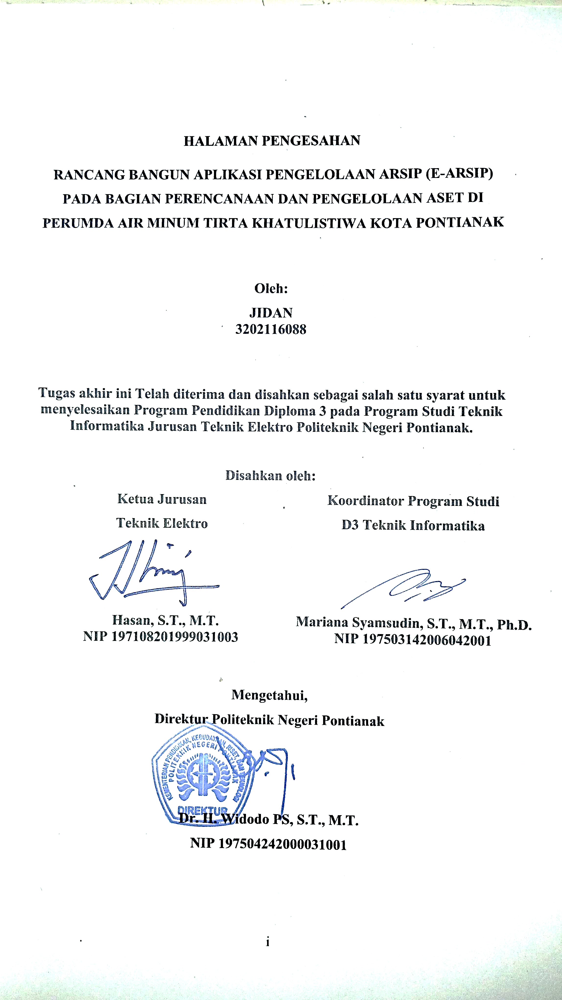 HALAMAN PENGESAHAN
RANCANG BANGUN APLIKASI PENGELOLAAN ARSIP (E-ARSIP)
PADA BAGIAN PERENCANAAN DAN PENGELOLAAN ASET DI
PERUMDA AIR MINUM TIRTA KHATULISTIWA KOTA PONTIANAK
Oleh:
JIDAN
3202116088
Tugas akhir ini Telah diterima dan disahkan sebagai salah satu syarat untuk
menyelesaikan Program Pendidikan Diploma 3 pada Program Studi Teknik
Informatika Jurusan Teknik Elektro Politeknik Negeri Pontianak.
Disahkan oleh:
Ketua Jurusan
Teknik Elektro
Hasan, S.T., M.T.
NIP 197108201999031003
Koordinator Program Studi
D3 Teknik Informatika
Mariana Syamsudin, S.T., M.T., Ph.D.
NIP 197503142006042001
Mengetahui,
Direktur Politeknik Negeri Pontianak
KEMENTERIAN PENDIDIKAN, KEBUDAYAAN, RISET, DAN TEKNOLOGI
POLITEKNIK NEGERI PONTIANAK
DIREKTUR
Dr. H. Widodo PS, S.T., M.T.
NIP 197504242000031001
i